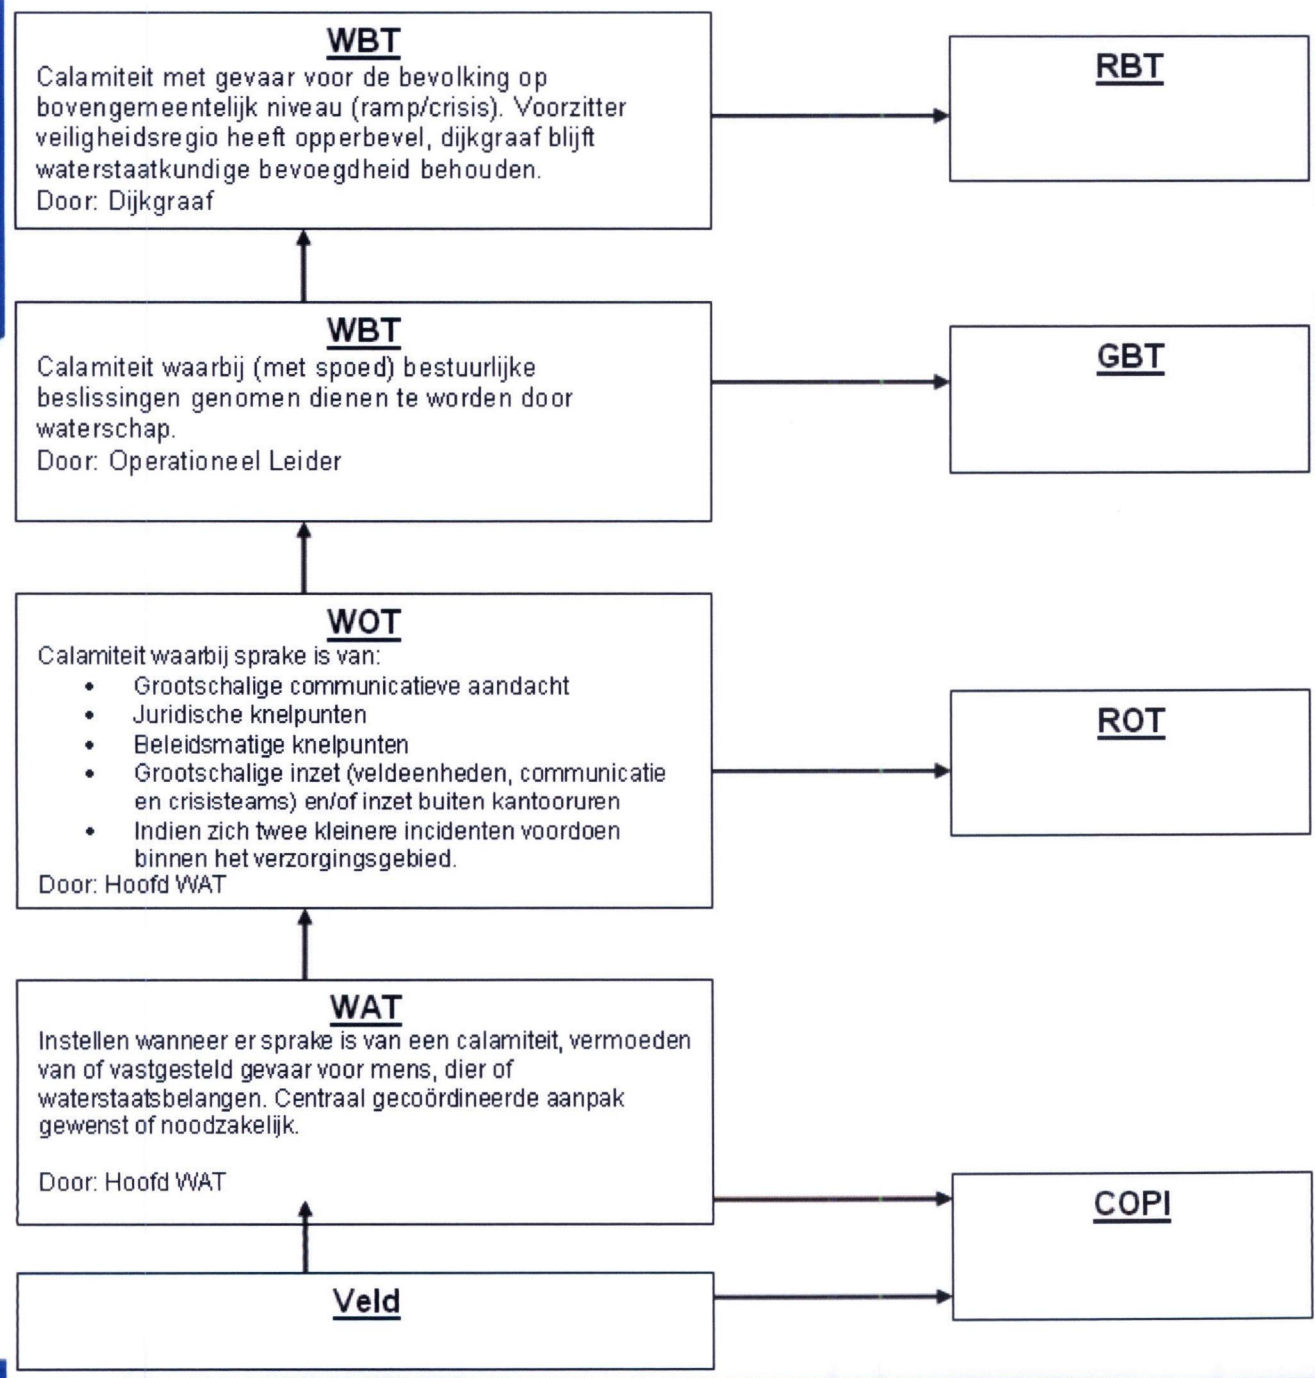 WBT
Calamiteit met gevaar voor de bevolking op
bovengemeentelijk niveau (ramp/crisis). Voorzitter
veiligheidsregio heeft opperbevel, dijkgraaf blijft
waterstaatkundige bevoegdheid behouden.
Door: Dijkgraaf
RBT
WBT
Calamiteit waarbij (met spoed) bestuurlijke
beslissingen genomen dienen te worden door
waterschap.
Door: Operationeel Leider
GBT
WOT
Calamiteit waarbij sprake is van:
• Grootschalige communicatieve aandacht
• Juridische knelpunten
• Beleidsmatige knelpunten
• Grootschalige inzet (veldeenheden, communicatie
en crisisteams) en/of inzet buiten kantooruren
• Indien zich twee kleinere incidenten voordoen
binnen het verzorgingsgebied.
Door: Hoofd WAT
ROT
WAT
Instellen wanneer er sprake is van een calamiteit, vermoeden
van of vastgesteld gevaar voor mens, dier of
waterstaatsbelangen. Centraal gecoördineerde aanpak
gewenst of noodzakelijk.
Door: Hoofd WAT
COPI
Veld